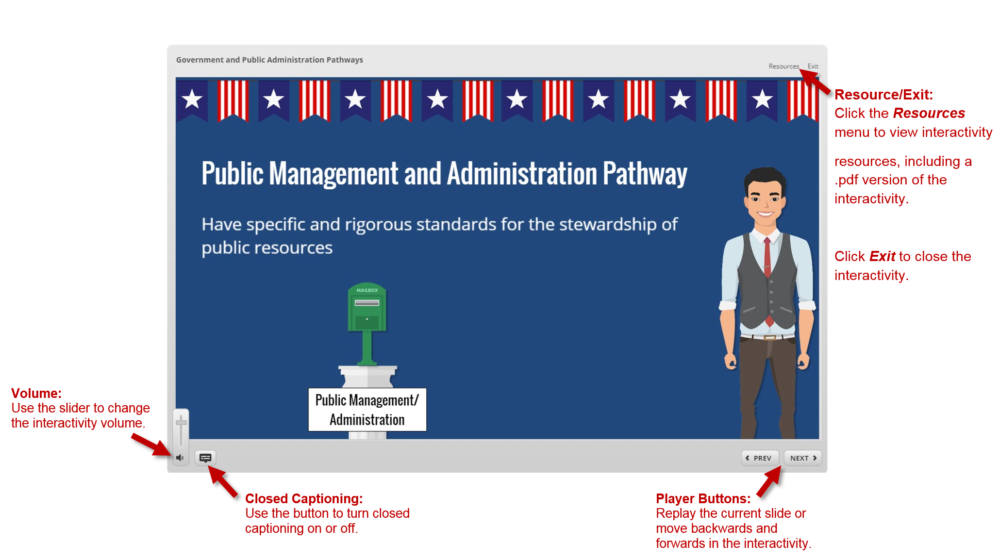 Government and Public Administration Pathways
Resources | Exit
Resource/Exit:
Click the Resources
menu to view interactivity
resources, including a
.pdf version of the
interactivity.
Click Exit to close the
interactivity.
Public Management and Administration Pathway
Have specific and rigorous standards for the stewardship of
public resources
MAILBOX
Public Management/
Administration
Volume:
Use the slider to change
the interactivity volume.
PREV
NEXT
Closed Captioning:
Use the button to turn closed
captioning on or off.
Player Buttons:
Replay the current slide or
move backwards and
forwards in the interactivity.